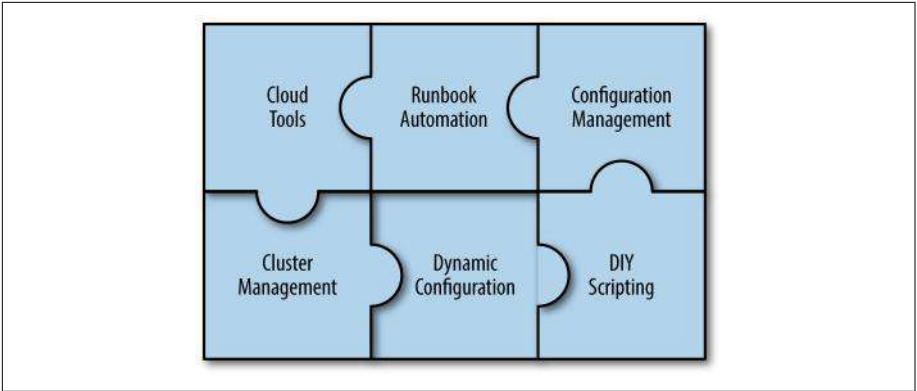 Cloud
Tools
Runbook
Automation
Configuration
Management
Cluster
Management
Dynamic
Configuration
DIY
Scripting